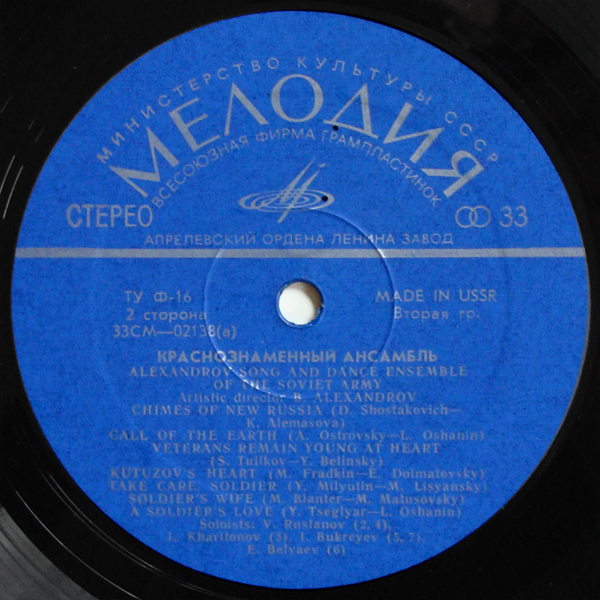 МИНИСТЕРСТВО КУЛЬТУРЫ СССР
МЕЛОДИЯ
ВСЕСОЮЗНАЯ ФИРМА ГРАМПЛАСТИНОК
СТЕРЕО
33
АПРЕЛЕВСКИЙ ОРДЕНА ЛЕНИНА ЗАВОД
ТУ Ф-16
MADE IN USSR
2 сторона
Вторая гр.
33СМ—02138(а)
КРАСНОЗНАМЕННЫЙ АНСАМБЛЬ
ALEXANDROV SONG AND DANCE ENSEMBLE
OF THE SOVIET ARMY
Artistic director B. ALEXANDROV
CHIMES OF NEW RUSSIA (D. Shostakovich—
K. Alemasova)
CALL OF THE EARTH (A. Ostrovsky—L. Oshanin)
VETERANS REMAIN YOUNG AT HEART
(S. Tulikov—Y. Belinsky)
KUTUZOV'S HEART (M. Fradkin—E. Dolmatovsky)
TAKE CARE, SOLDIER (Y. Milyutin—M. Lisyansky)
SOLDIER'S WIFE (M. Blanter—M. Matusovsky)
A SOLDIER'S LOVE (Y. Tseglyar—L. Oshanin)
Soloists: V. Ruslanov (2, 4),
L. Kharitonov (3), I. Bukreyev (5, 7),
E. Belyaev (6)